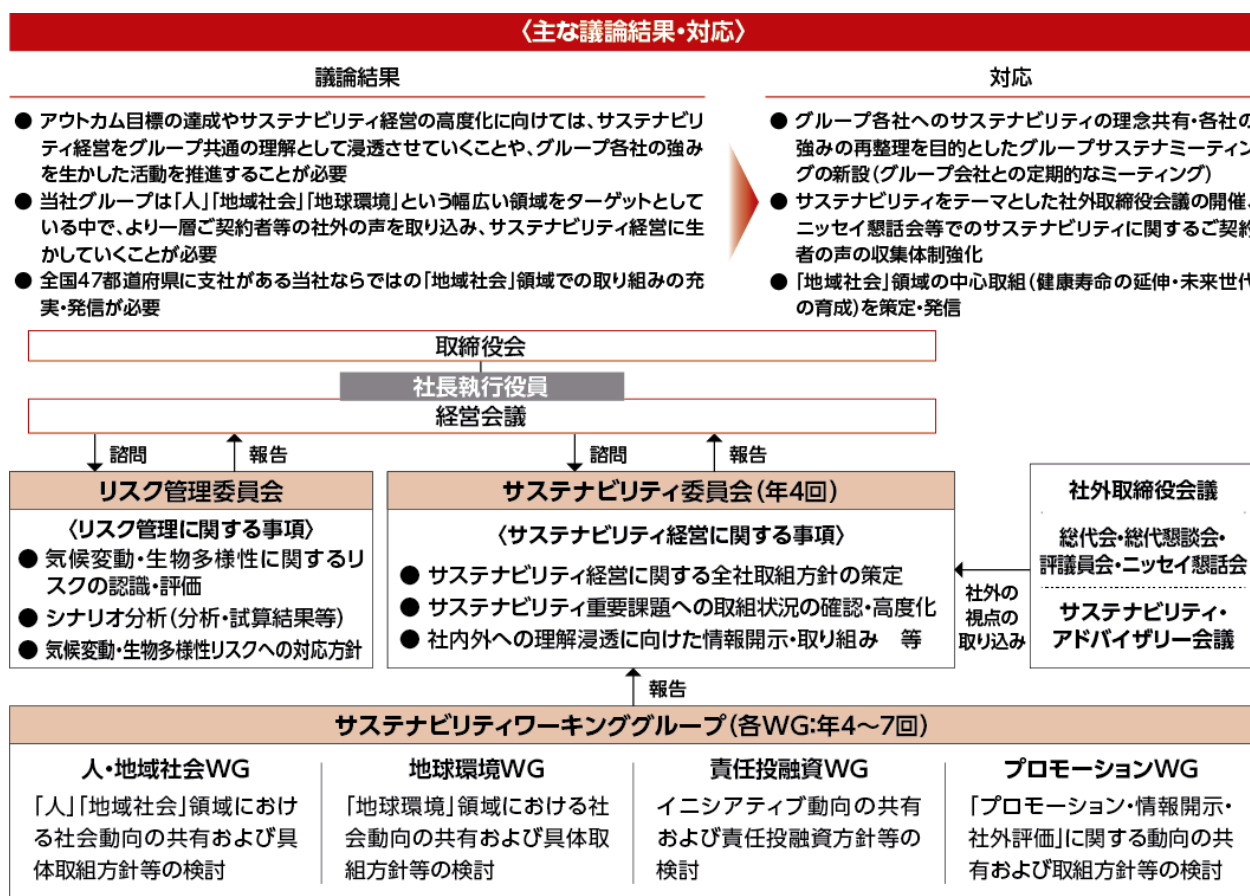 〈主な議論結果・対応〉
議論結果
● アウトカム目標の達成やサステナビリティ経営の高度化に向けては、サステナビリ
ティ経営をグループ共通の理解として浸透させていくことや、グループ各社の強み
を生かした活動を推進することが必要
● 当社グループは「人」「地域社会」「地球環境」という幅広い領域をターゲットとして
いる中で、より一層ご契約者等の社外の声を取り込み、サステナビリティ経営に生
かしていくことが必要
● 全国47都道府県に支社がある当社ならではの「地域社会」領域での取り組みの充
実・発信が必要
対応
● グループ各社へのサステナビリティの理念共有・各社の
強みの再整理を目的としたグループサステナミーティン
グの新設(グループ会社との定期的なミーティング)
● サステナビリティをテーマとした社外取締役会議の開催、
ニッセイ懇話会等でのサステナビリティに関するご契約
者の声の収集体制強化
● 「地域社会」領域の中心取組(健康寿命の延伸・未来世代
の育成)を策定・発信
取締役会
社長執行役員
経営会議
諮問
報告
諮問
報告
リスク管理委員会
〈リスク管理に関する事項〉
● 気候変動・生物多様性に関するリ
スクの認識・評価
● シナリオ分析(分析・試算結果等)
● 気候変動・生物多様性リスクへの対応方針
サステナビリティ委員会(年4回)
〈サステナビリティ経営に関する事項〉
● サステナビリティ経営に関する全社取組方針の策定
● サステナビリティ重要課題への取組状況の確認・高度化
● 社内外への理解浸透に向けた情報開示・取り組み 等
社外の
視点の
取り込み
社外取締役会議
総代会・総代懇談会・
評議員会・ニッセイ懇話会
サステナビリティ・
アドバイザリー会議
報告
サステナビリティワーキンググループ(各WG:年4〜7回)
人・地域社会WG
「人」「地域社会」領域におけ
る社会動向の共有および具
体取組方針等の検討
地球環境WG
「地球環境」領域における社
会動向の共有および具体取
組方針等の検討
責任投融資WG
イニシアティブ動向の共有
および責任投融資方針等の
検討
プロモーションWG
「プロモーション・情報開示・
社外評価」に関する動向の共
有および取組方針等の検討